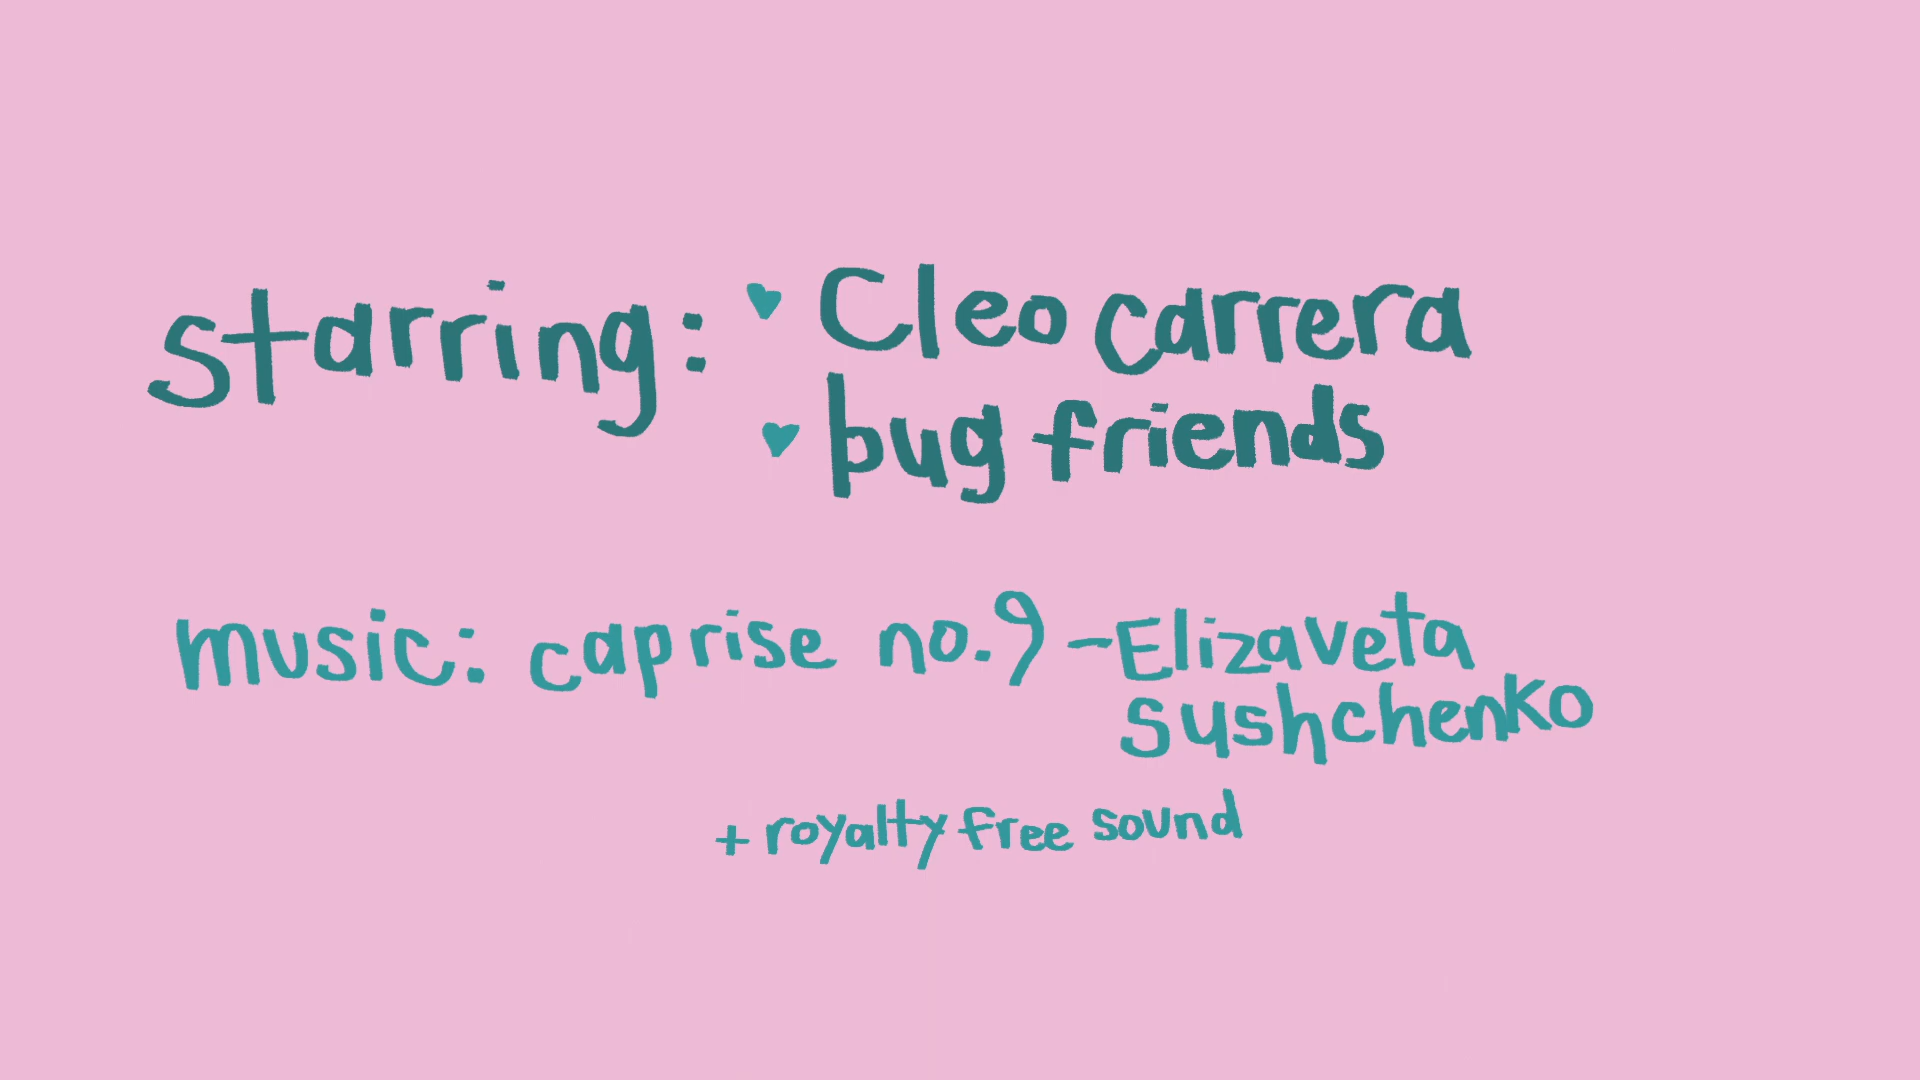 starring: ♥ Cleo carrera
♥ bug friends
music: caprise no.9 - Elizaveta
sushchenko
+ royalty free sound